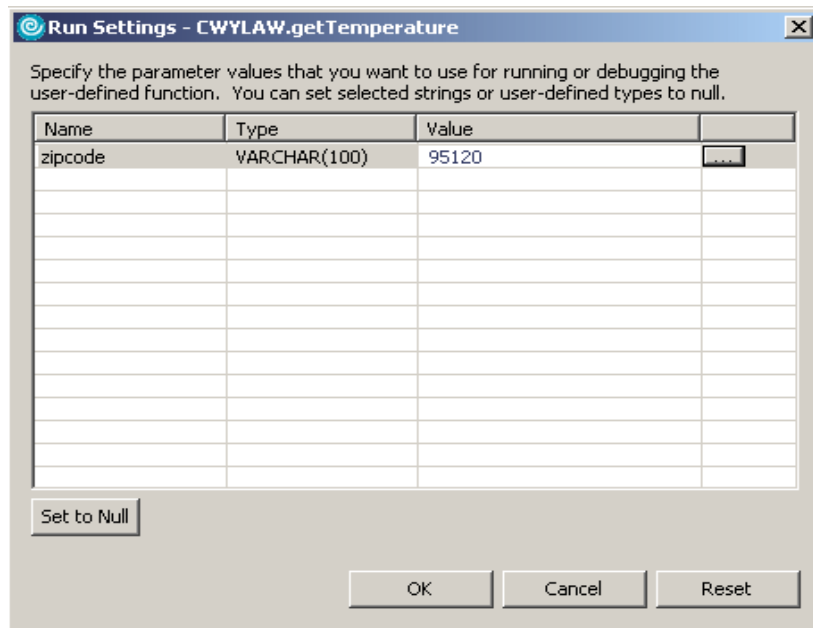 Run Settings - CWYLAW.getTemperature
Specify the parameter values that you want to use for running or debugging the
user-defined function. You can set selected strings or user-defined types to null.
Name Type Value
zipcode VARCHAR(100) 95120 ...
Set to Null
OK Cancel Reset